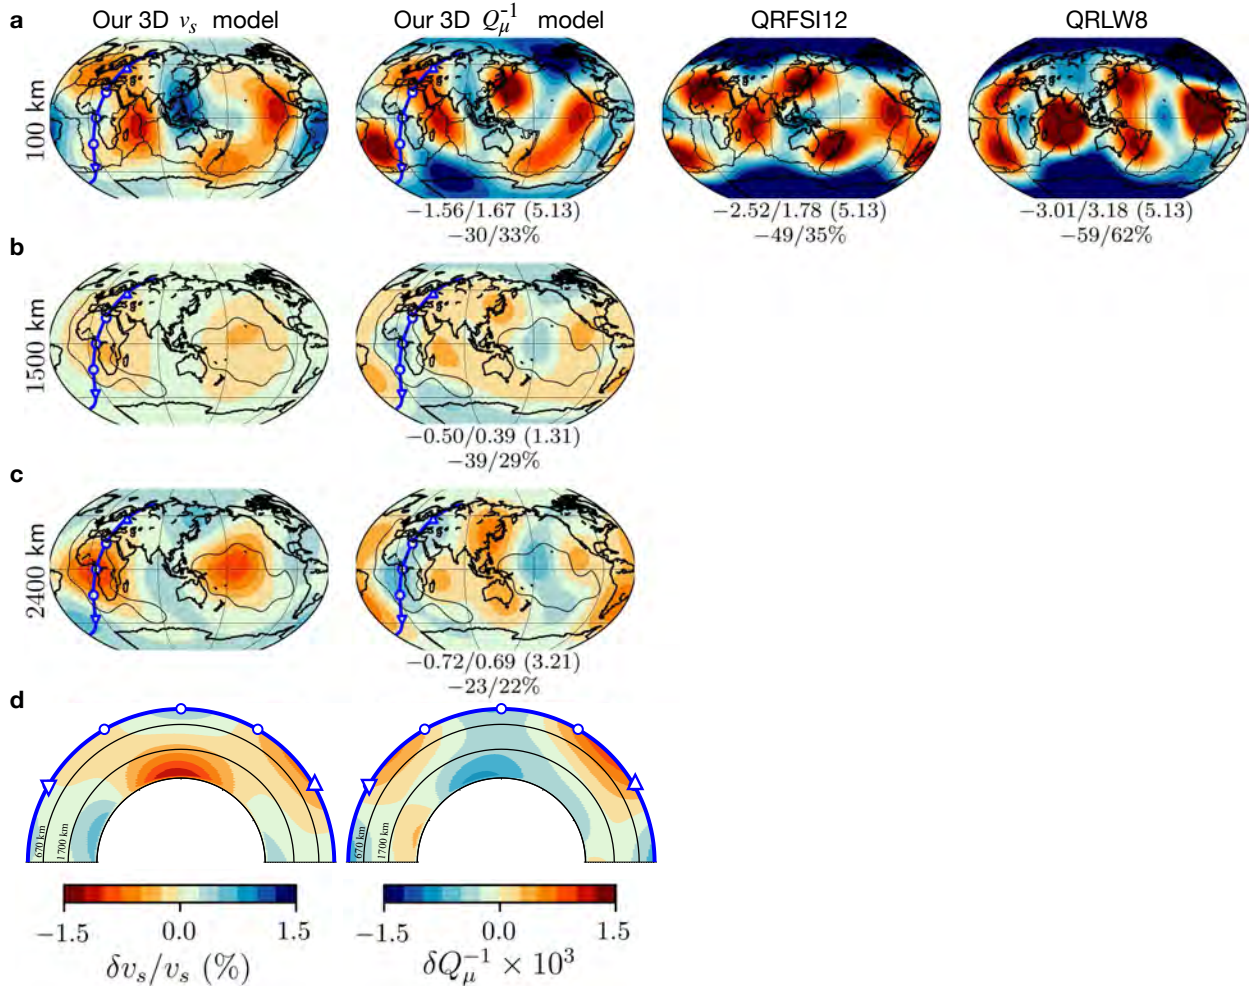 a
Our 3D v_s model
Our 3D Q_μ^{-1} model
QRFSI12
QRLW8
100 km
−1.56/1.67 (5.13)
−30/33%
−2.52/1.78 (5.13)
−49/35%
−3.01/3.18 (5.13)
−59/62%
b
1500 km
−0.50/0.39 (1.31)
−39/29%
c
2400 km
−0.72/0.69 (3.21)
−23/22%
d
670 km
1700 km
670 km
1700 km
−1.5 0.0 1.5
δv_s/v_s (%)
−1.5 0.0 1.5
δQ_μ^{-1} × 10^3